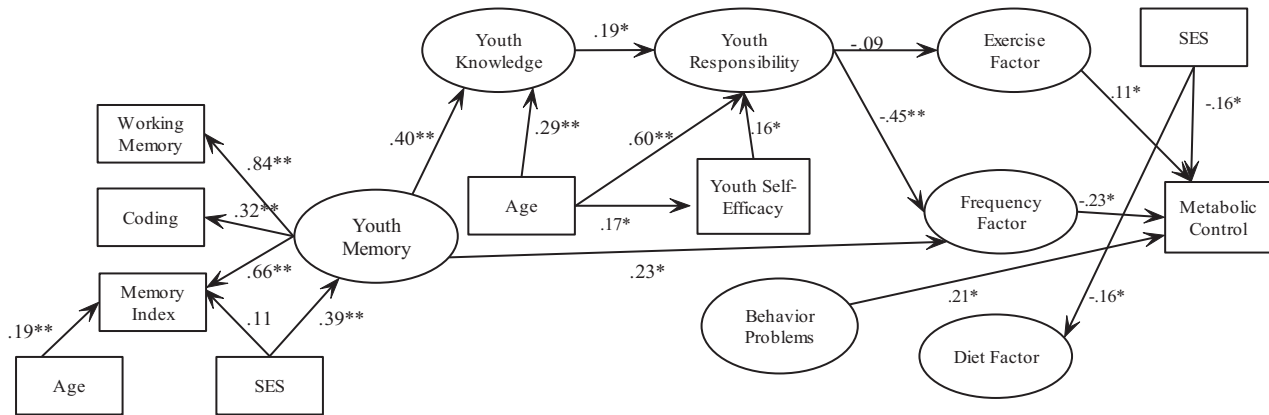 Youth
Knowledge
.19*
Youth
Responsibility
-.09
Exercise
Factor
SES
Working
Memory
.84**
.40**
.29**
.60**
.16*
-.45**
.11*
-.16*
Coding
.32**
Youth
Memory
Age
.17*
Youth Self-
Efficacy
Frequency
Factor
-.23*
Metabolic
Control
.66**
.23*
Memory
Index
.19**
.11
.39**
Behavior
Problems
.21*
-.16*
Diet Factor
Age
SES